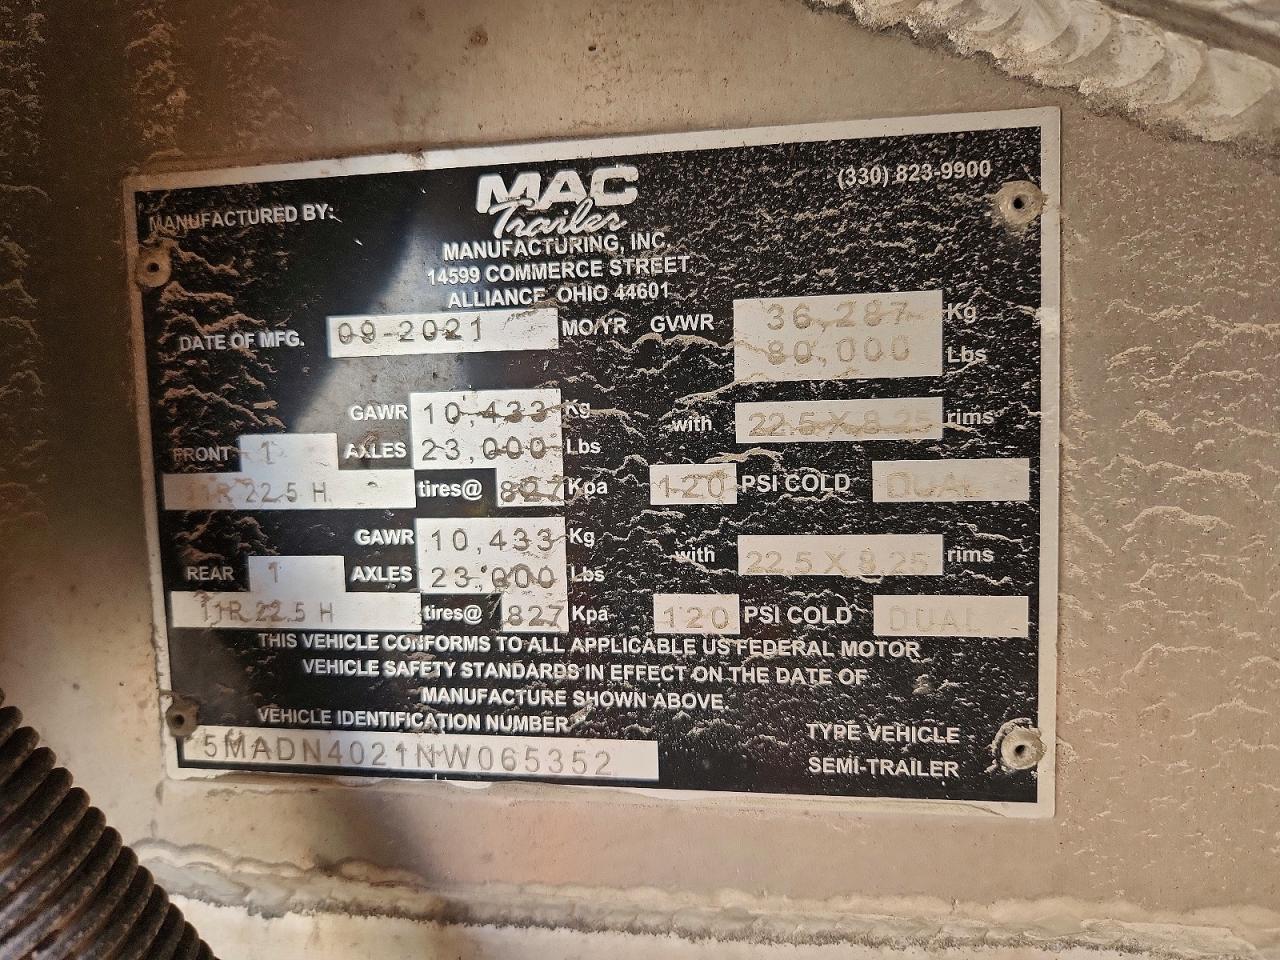 MANUFACTURED BY:
MAC
Trailer
(330) 823-9900
MANUFACTURING, INC.
14599 COMMERCE STREET
ALLIANCE, OHIO 44601
DATE OF MFG. 09-2021 MO/YR GVWR 36,287 Kg
80,000 Lbs
GAWR 10,433 Kg with 22.5 X 8.25 rims
FRONT 1 AXLES 23,000 Lbs
11R 22.5 H tires@ 827 Kpa 120 PSI COLD DUAL
GAWR 10,433 Kg with 22.5 X 8.25 rims
REAR 1 AXLES 23,000 Lbs
11R 22.5 H tires@ 827 Kpa 120 PSI COLD DUAL
THIS VEHICLE CONFORMS TO ALL APPLICABLE US FEDERAL MOTOR
VEHICLE SAFETY STANDARDS IN EFFECT ON THE DATE OF
MANUFACTURE SHOWN ABOVE.
VEHICLE IDENTIFICATION NUMBER
5MADN4021NW065352
TYPE VEHICLE
SEMI-TRAILER